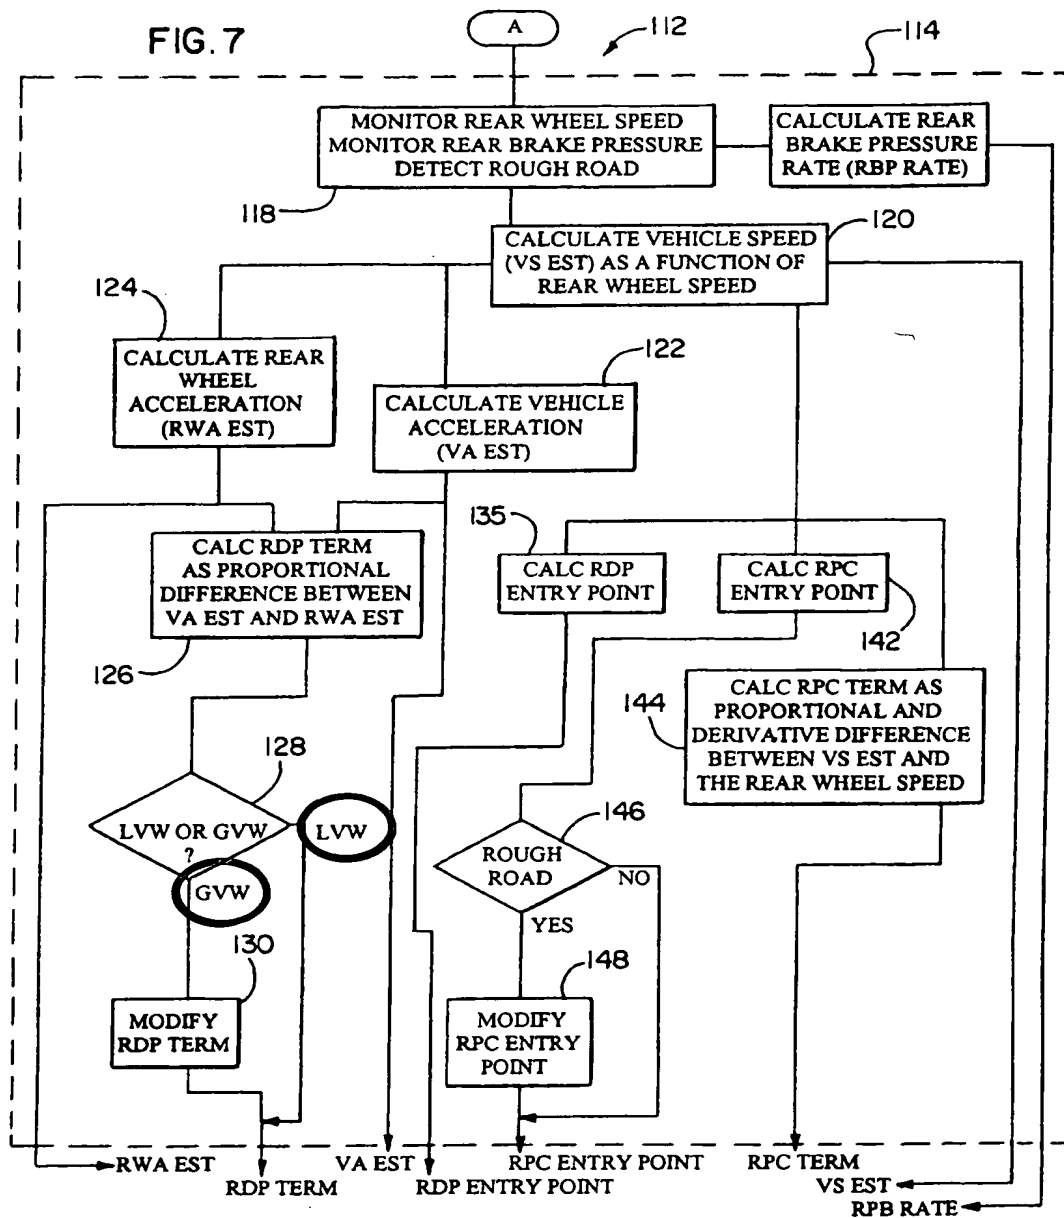 FIG. 7
A
112
114
MONITOR REAR WHEEL SPEED
MONITOR REAR BRAKE PRESSURE
DETECT ROUGH ROAD
CALCULATE REAR
BRAKE PRESSURE
RATE (RBP RATE)
118
120
CALCULATE VEHICLE SPEED
(VS EST) AS A FUNCTION OF
REAR WHEEL SPEED
124
CALCULATE REAR
WHEEL
ACCELERATION
(RWA EST)
122
CALCULATE VEHICLE
ACCELERATION
(VA EST)
CALC RDP TERM
AS PROPORTIONAL
DIFFERENCE BETWEEN
VA EST AND RWA EST
126
135
CALC RDP
ENTRY POINT
CALC RPC
ENTRY POINT
142
144
CALC RPC TERM AS
PROPORTIONAL AND
DERIVATIVE DIFFERENCE
BETWEEN VS EST AND
THE REAR WHEEL SPEED
128
LVW OR GVW
?
LVW
GVW
146
ROUGH
ROAD
NO
YES
130
MODIFY
RDP TERM
148
MODIFY
RPC ENTRY
POINT
RWA EST
RDP TERM
VA EST
RDP ENTRY POINT
RPC ENTRY POINT
RPC TERM
VS EST
RPB RATE